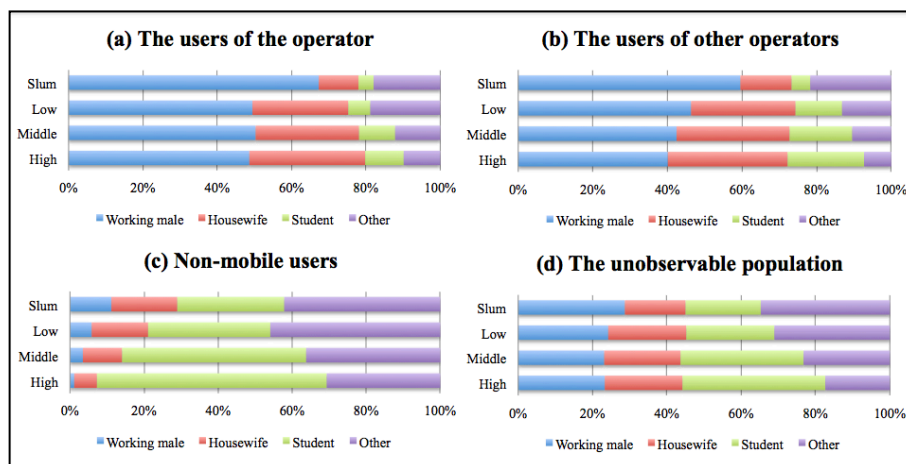 (a) The users of the operator
Slum
Low
Middle
High
0% 20% 40% 60% 80% 100%
Working male Housewife Student Other
(b) The users of other operators
Slum
Low
Middle
High
0% 20% 40% 60% 80% 100%
Working male Housewife Student Other
(c) Non-mobile users
Slum
Low
Middle
High
0% 20% 40% 60% 80% 100%
Working male Housewife Student Other
(d) The unobservable population
Slum
Low
Middle
High
0% 20% 40% 60% 80% 100%
Working male Housewife Student Other